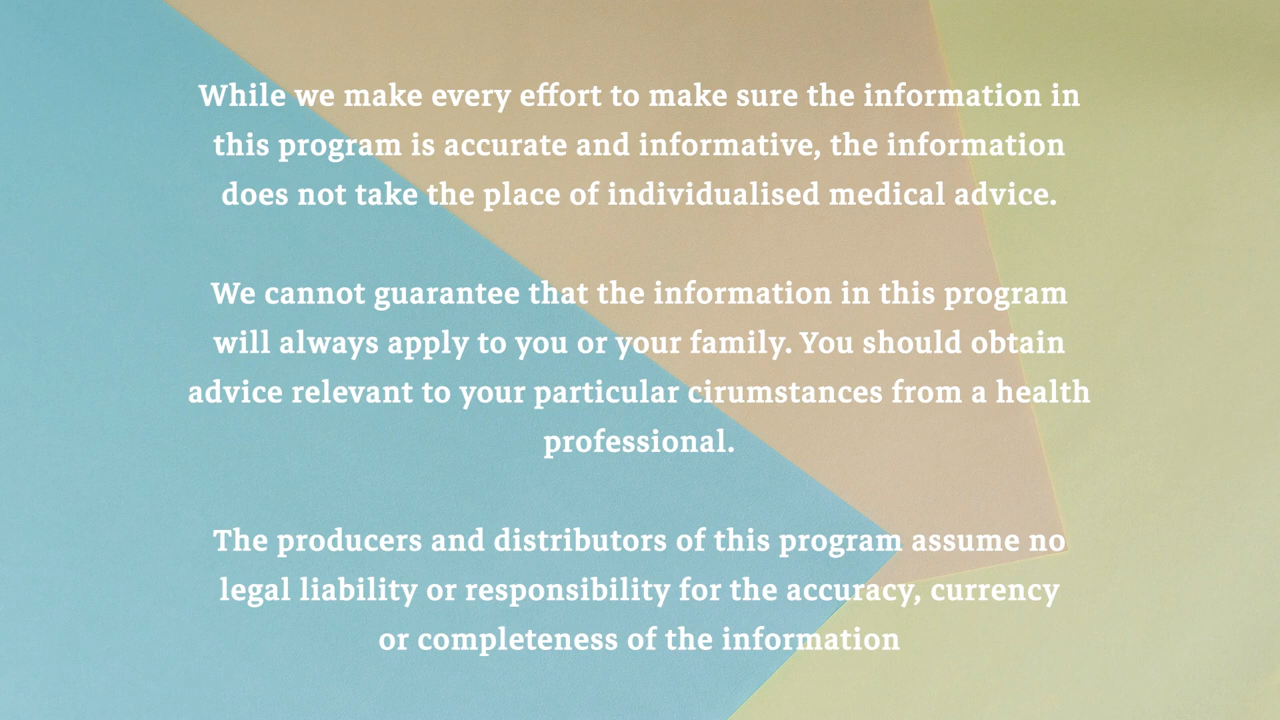 While we make every effort to make sure the information in
this program is accurate and informative, the information
does not take the place of individualised medical advice.
We cannot guarantee that the information in this program
will always apply to you or your family. You should obtain
advice relevant to your particular cirumstances from a health
professional.
The producers and distributors of this program assume no
legal liability or responsibility for the accuracy, currency
or completeness of the information